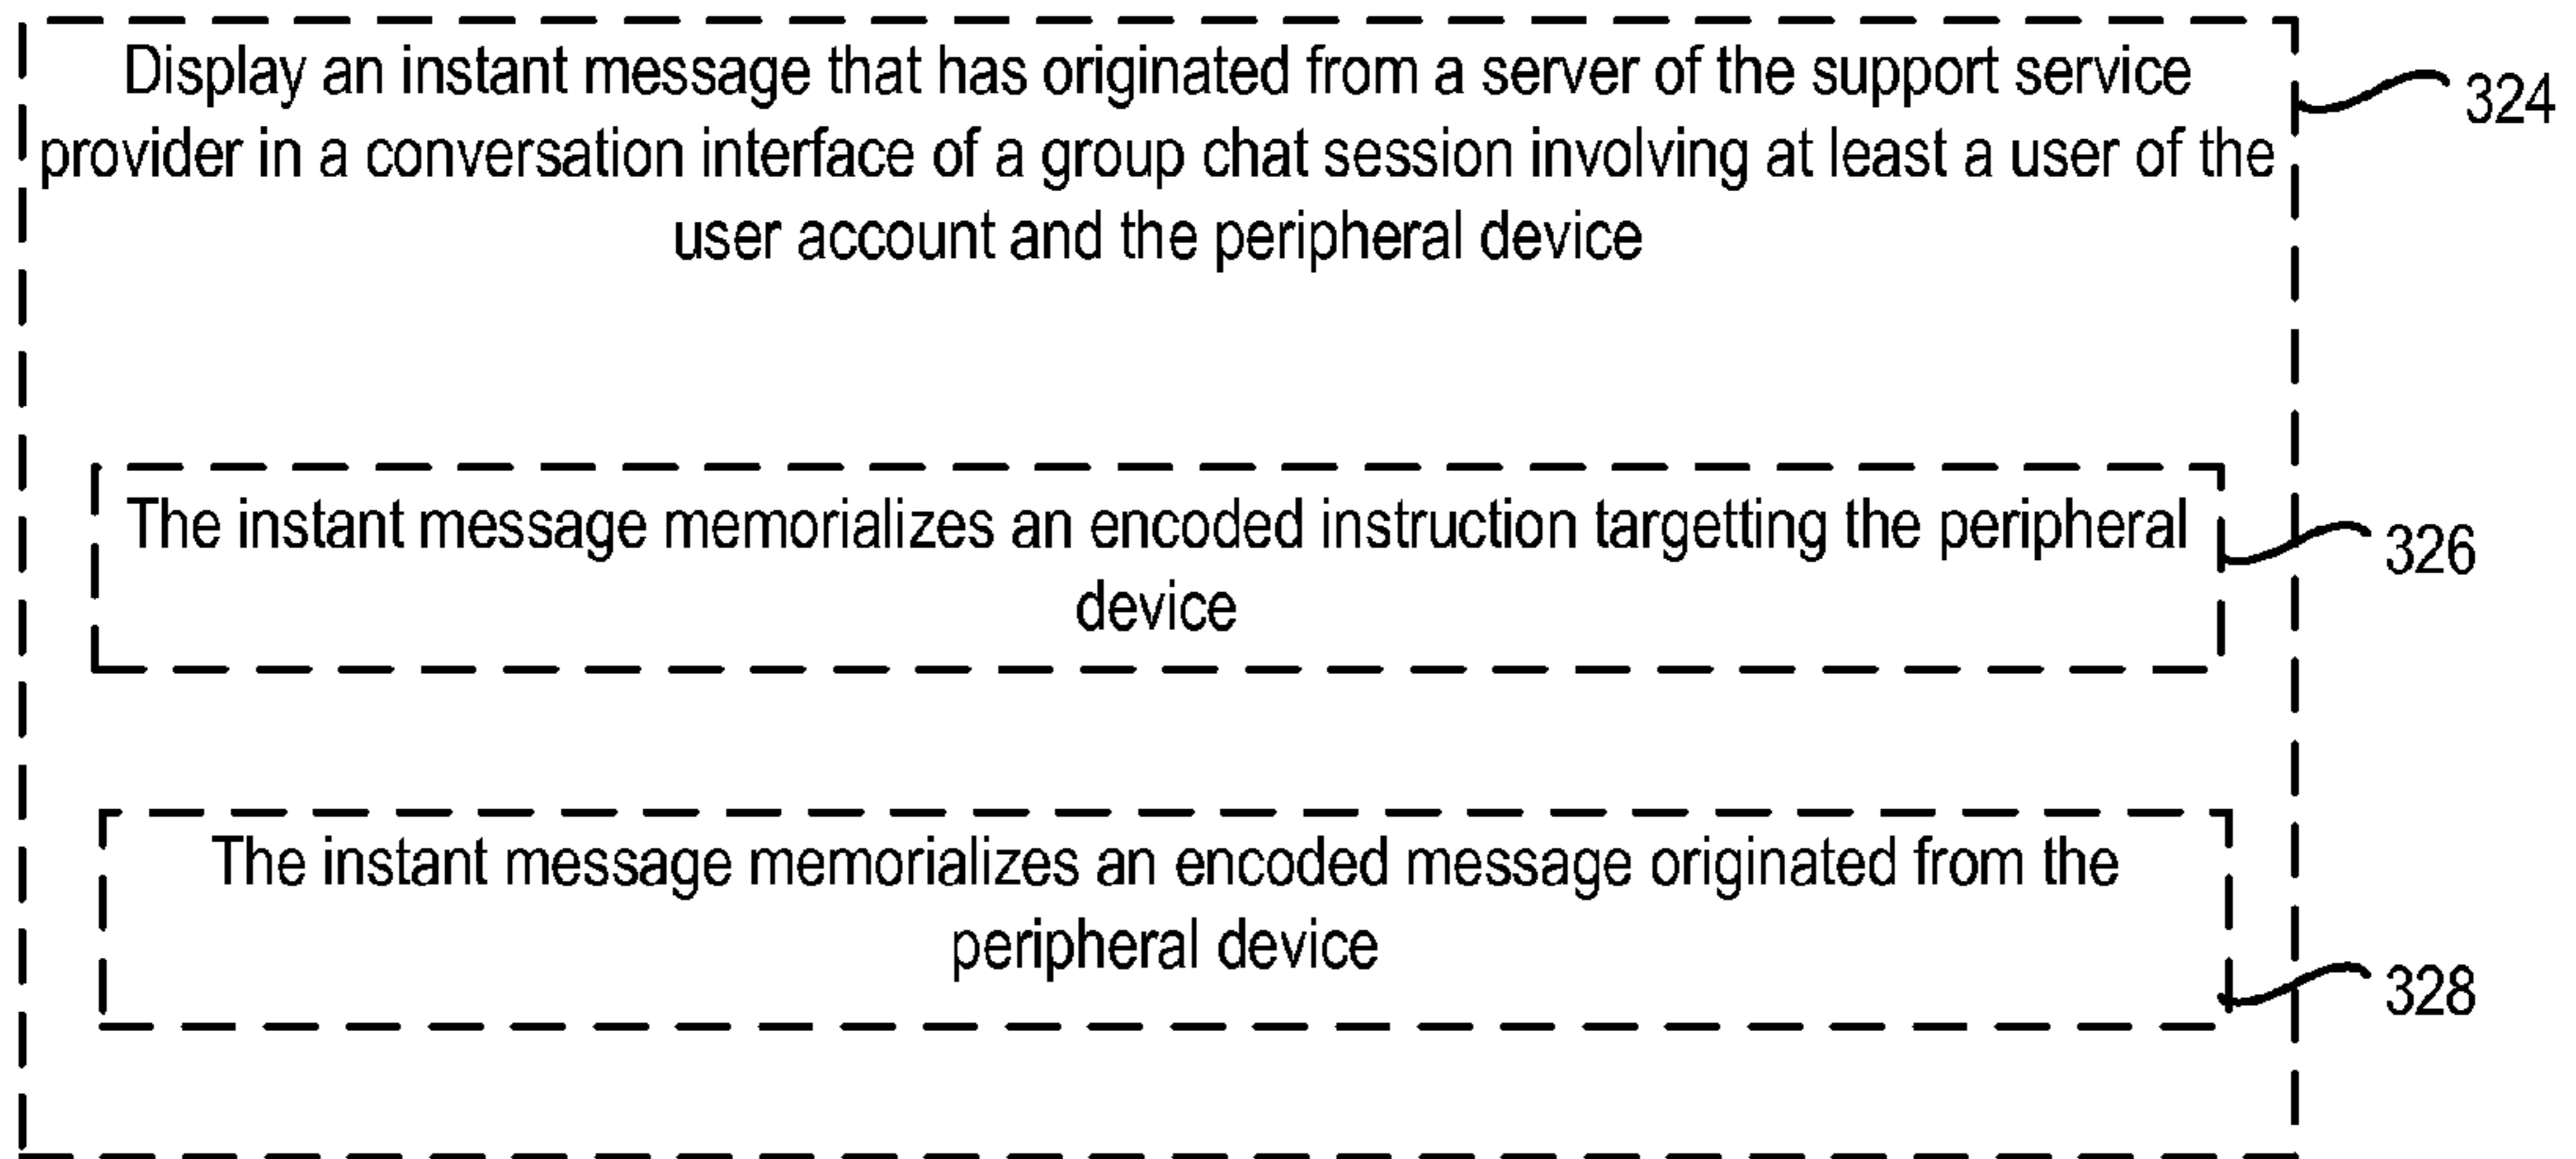 Display an instant message that has originated from a server of the support service
324
provider in a conversation interface of a group chat session involving at least a user of the
user account and the peripheral device
The instant message memorializes an encoded instruction targetting the peripheral
326
device
The instant message memorializes an encoded message originated from the
peripheral device
328